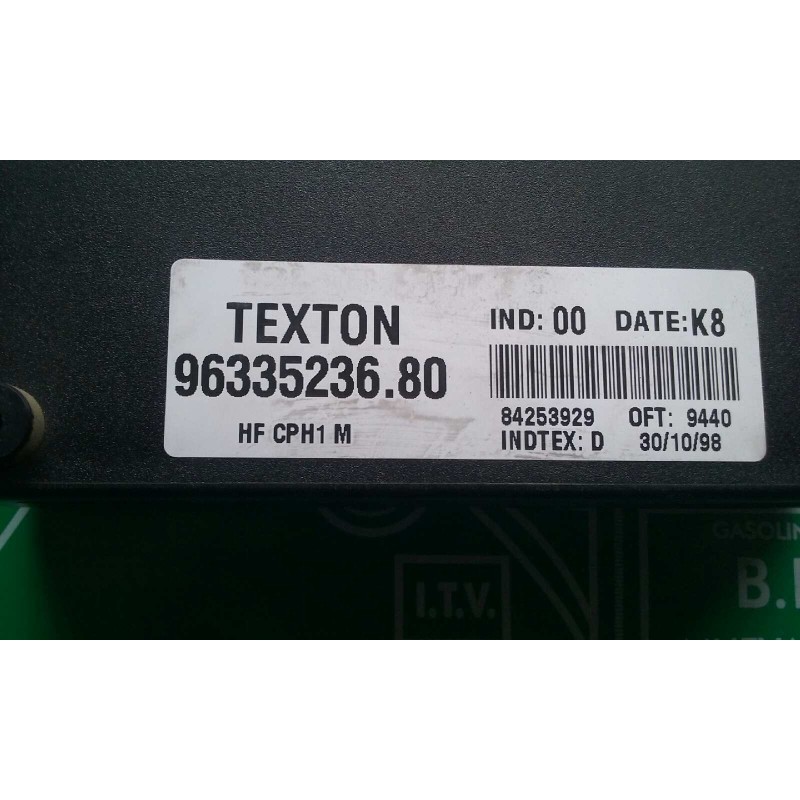 TEXTON
96335236.80
HF CPH1 M
IND: 00 DATE:K8
84253929 OFT: 9440
INDTEX: D 30/10/98
I.T.V.